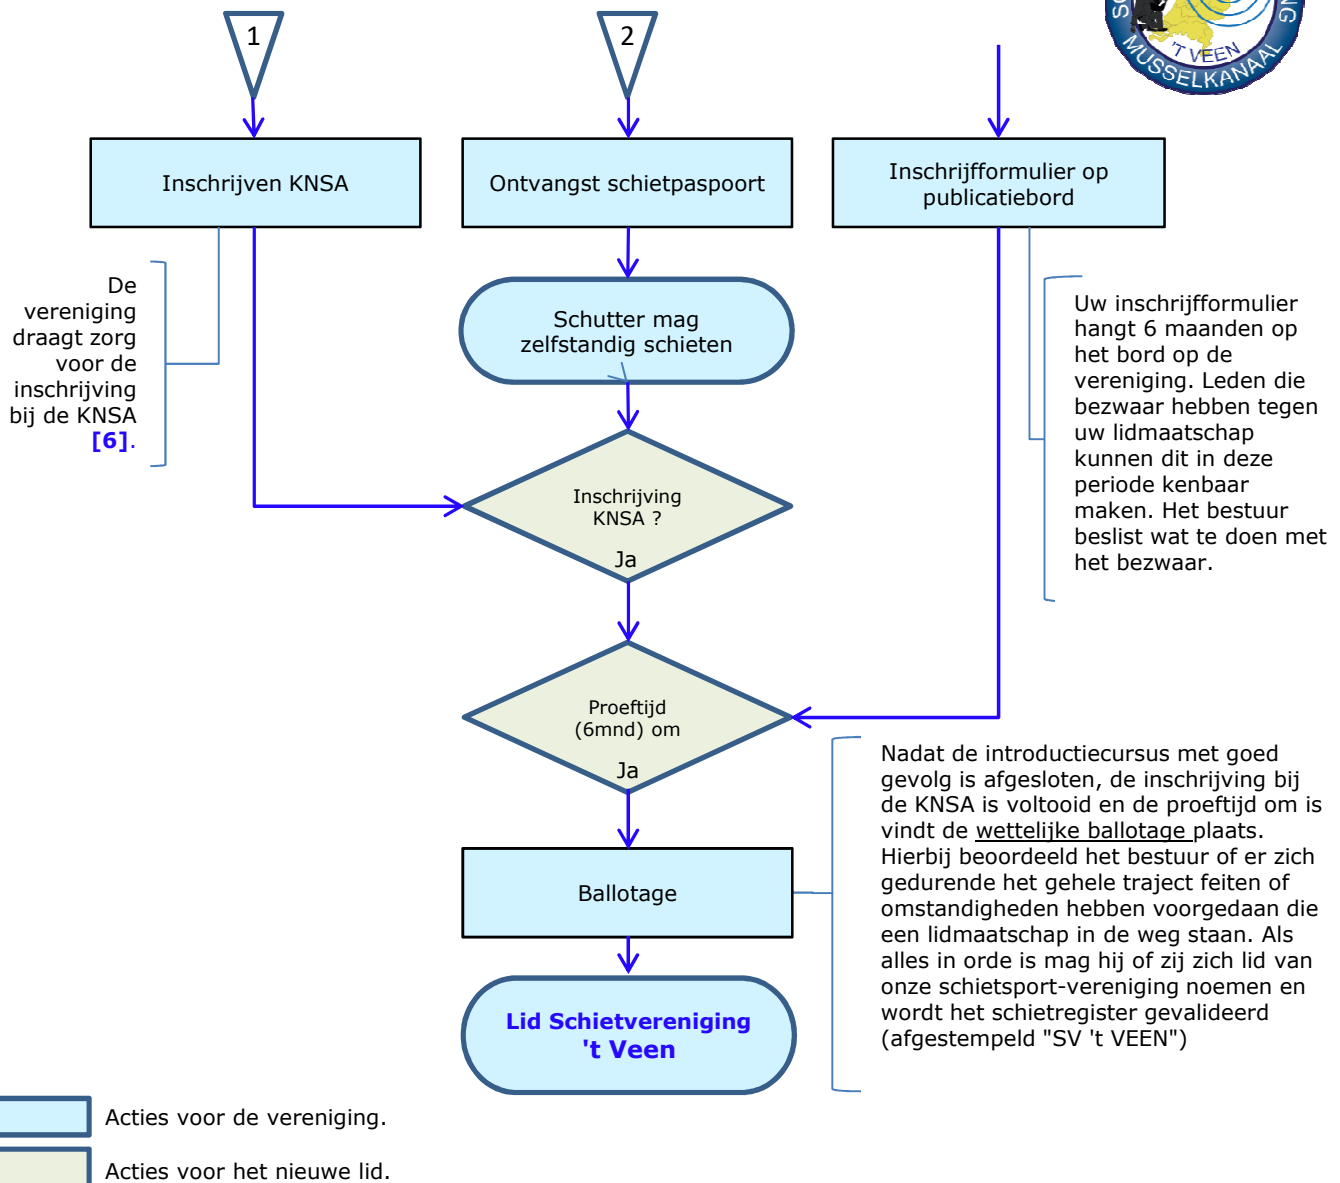 1
2
'T VEEN
MUSSELKANAAL
Inschrijven KNSA
Ontvangst schietpaspoort
Inschrijfformulier op
publicatiebord
De
vereniging
draagt zorg
voor de
inschrijving
bij de KNSA
[6].
Schutter mag
zelfstandig schieten
Uw inschrijfformulier
hangt 6 maanden op
het bord op de
vereniging. Leden die
bezwaar hebben tegen
uw lidmaatschap
kunnen dit in deze
periode kenbaar
maken. Het bestuur
beslist wat te doen met
het bezwaar.
Inschrijving
KNSA ?
Ja
Proeftijd
(6mnd) om
Ja
Nadat de introductiecursus met goed
gevolg is afgesloten, de inschrijving bij
de KNSA is voltooid en de proeftijd om is
vindt de wettelijke ballotage plaats.
Hierbij beoordeeld het bestuur of er zich
gedurende het gehele traject feiten of
omstandigheden hebben voorgedaan die
een lidmaatschap in de weg staan. Als
alles in orde is mag hij of zij zich lid van
onze schietsport-vereniging noemen en
wordt het schietregister gevalideerd
(afgestempeld "SV 't VEEN")
Ballotage
Lid Schietvereniging
't Veen
Acties voor de vereniging.
Acties voor het nieuwe lid.